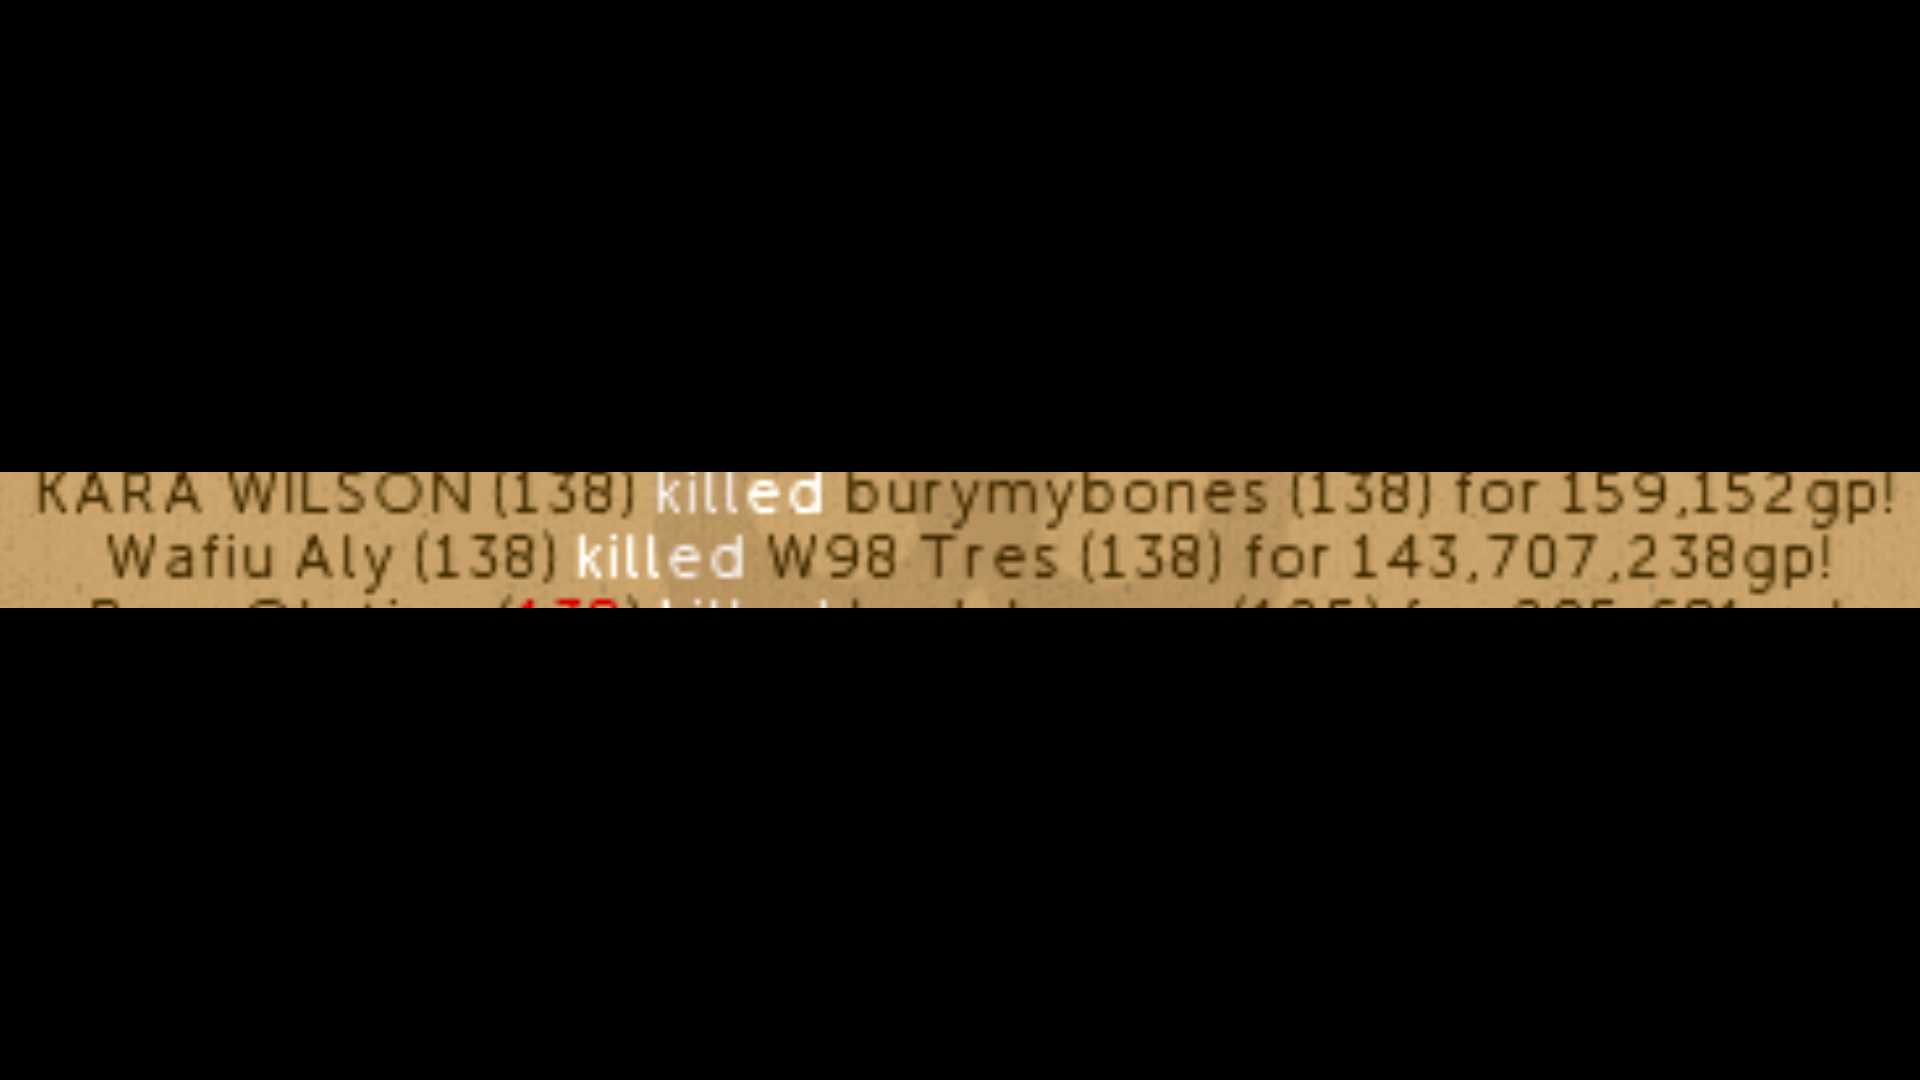 KARA WILSON (138) killed burymybones (138) for 159,152gp!
Wafiu Aly (138) killed W98 Tres (138) for 143,707,238gp!
killed